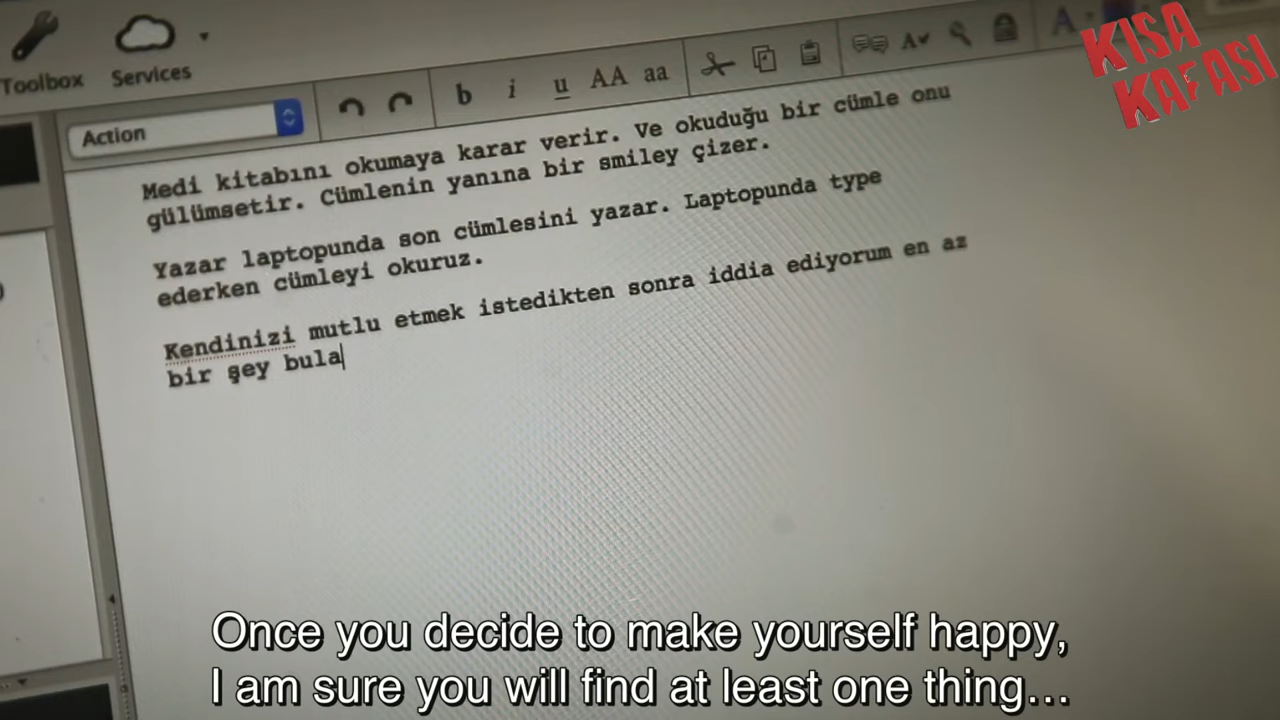 KISA
KAFASI
Toolbox
Services
Action
b i u AA aa
Medi kitabını okumaya karar verir. Ve okuduğu bir cümle onu
gülümsetir. Cümlenin yanına bir smiley çizer.
Yazar laptopunda son cümlesini yazar. Laptopunda type
ederken cümleyi okuruz.
Kendinizi mutlu etmek istedikten sonra iddia ediyorum en az
bir şey bula
Once you decide to make yourself happy,
I am sure you will find at least one thing...